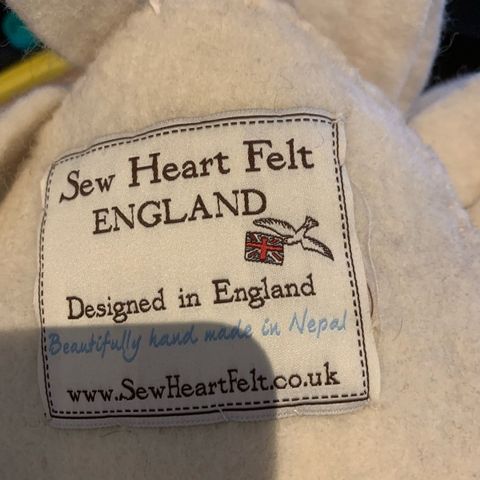 Sew Heart Felt
ENGLAND
Designed in England
Beautifully hand made in Nepal
www.SewHeartFelt.co.uk